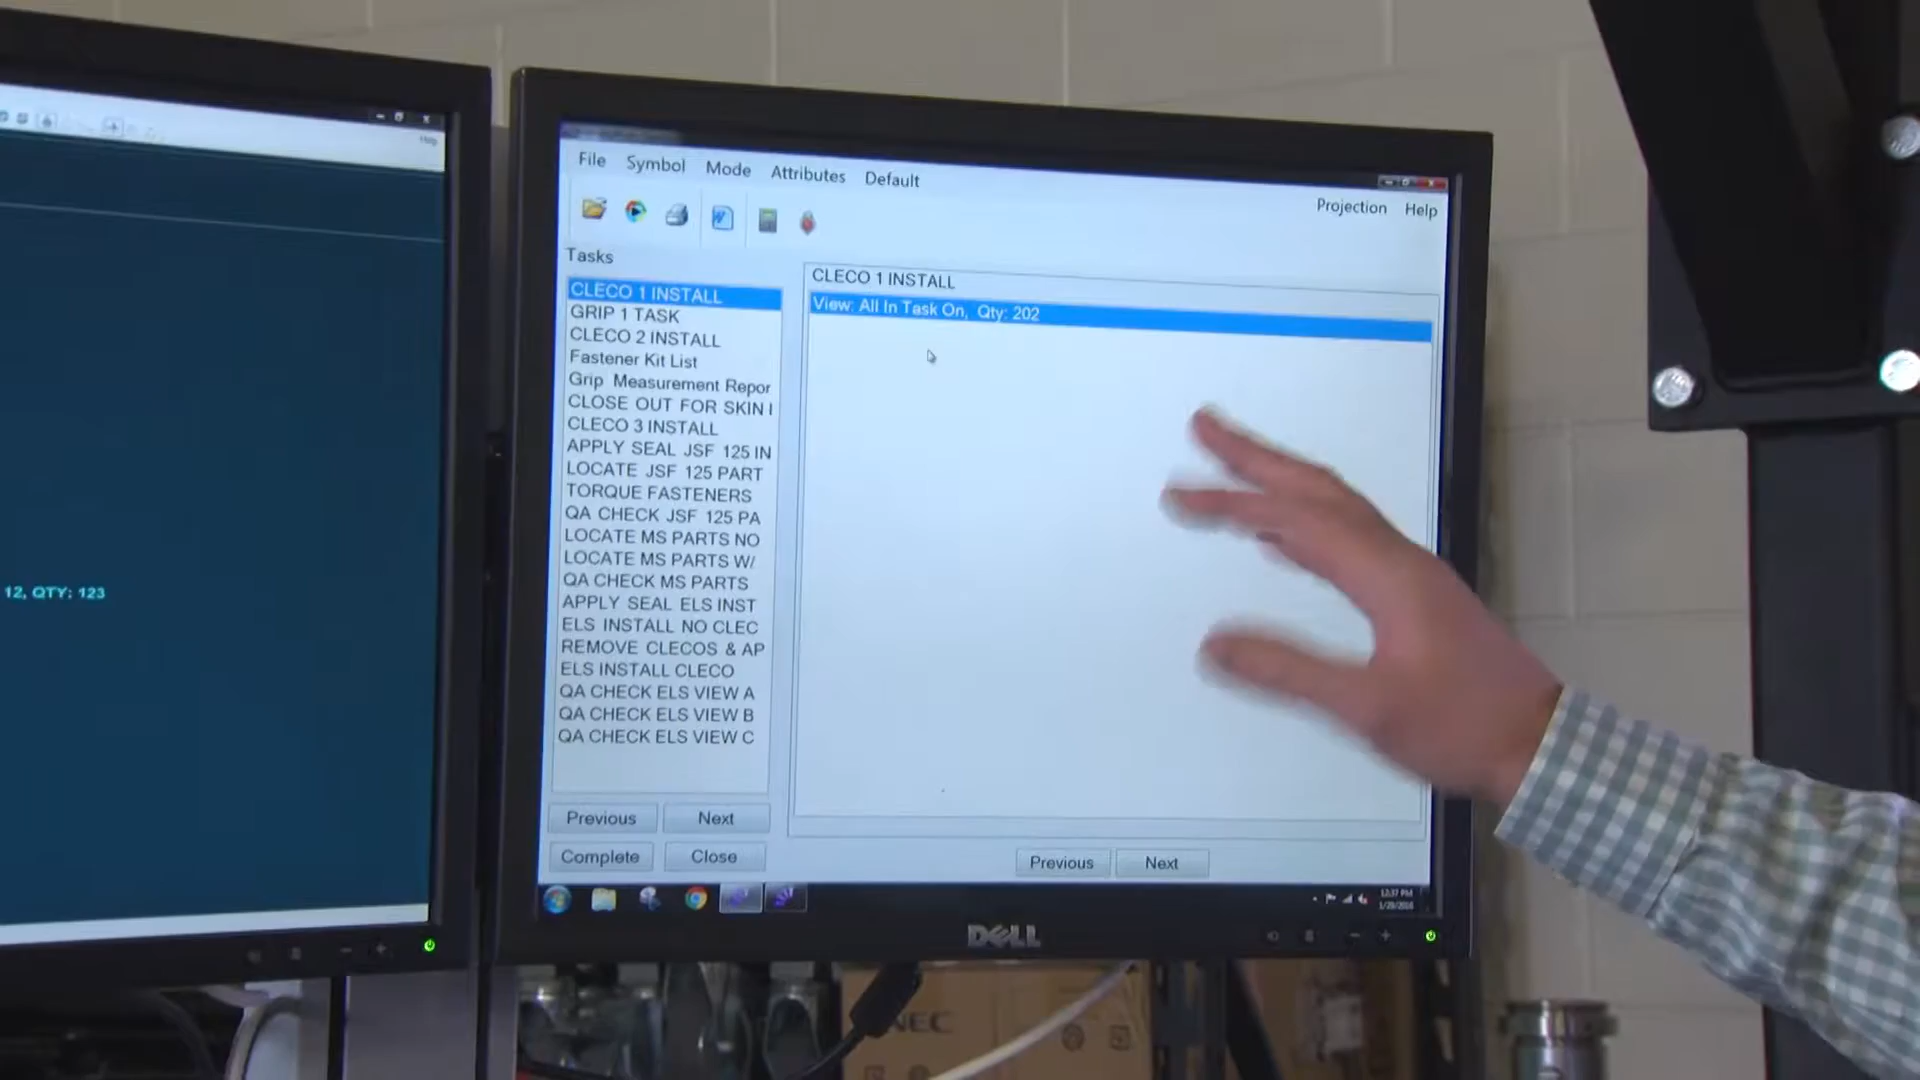 Help
12, QTY: 123
File Symbol Mode Attributes Default
Projection Help
Tasks
CLECO 1 INSTALL
GRIP 1 TASK
CLECO 2 INSTALL
Fastener Kit List
Grip Measurement Repor
CLOSE OUT FOR SKIN I
CLECO 3 INSTALL
APPLY SEAL JSF 125 IN
LOCATE JSF 125 PART
TORQUE FASTENERS
QA CHECK JSF 125 PA
LOCATE MS PARTS NO
LOCATE MS PARTS W/
QA CHECK MS PARTS
APPLY SEAL ELS INST
ELS INSTALL NO CLEC
REMOVE CLECOS & AP
ELS INSTALL CLECO
QA CHECK ELS VIEW A
QA CHECK ELS VIEW B
QA CHECK ELS VIEW C
Previous Next
Complete Close
CLECO 1 INSTALL
View: All In Task On, Qty: 202
Previous Next
12:37 PM
DELL
NEC